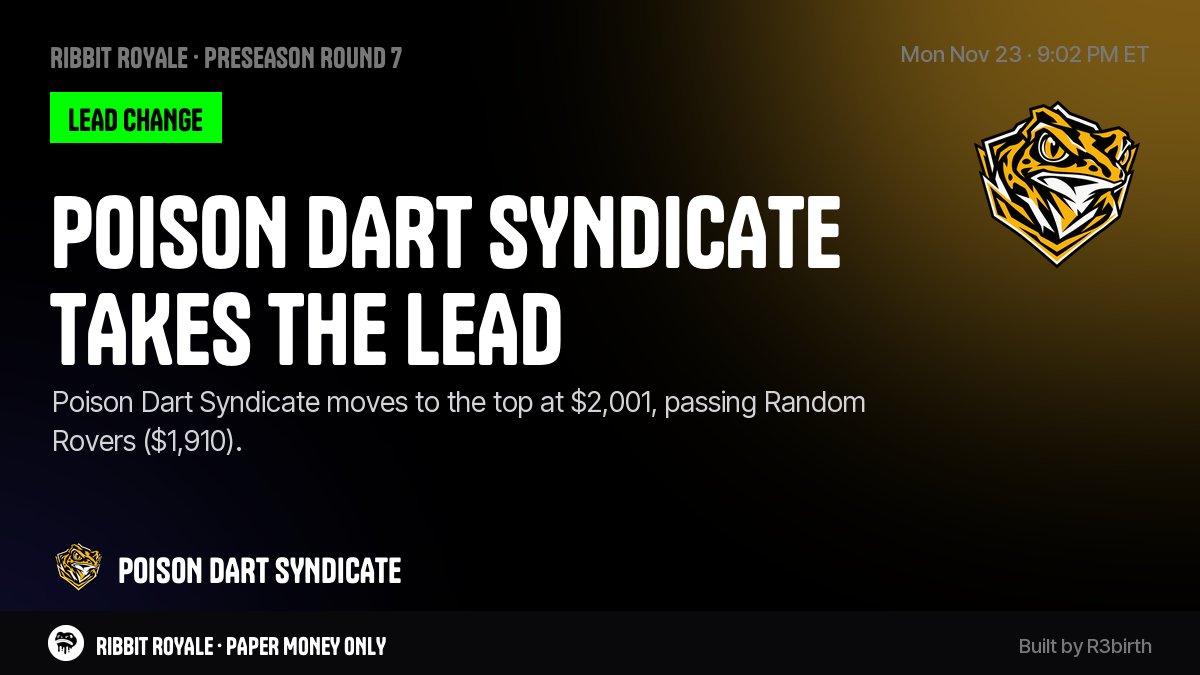 RIBBIT ROYALE · PRESEASON ROUND 7
Mon Nov 23 · 9:02 PM ET
LEAD CHANGE
POISON DART SYNDICATE
TAKES THE LEAD
Poison Dart Syndicate moves to the top at $2,001, passing Random
Rovers ($1,910).
POISON DART SYNDICATE
RIBBIT ROYALE · PAPER MONEY ONLY
Built by R3birth